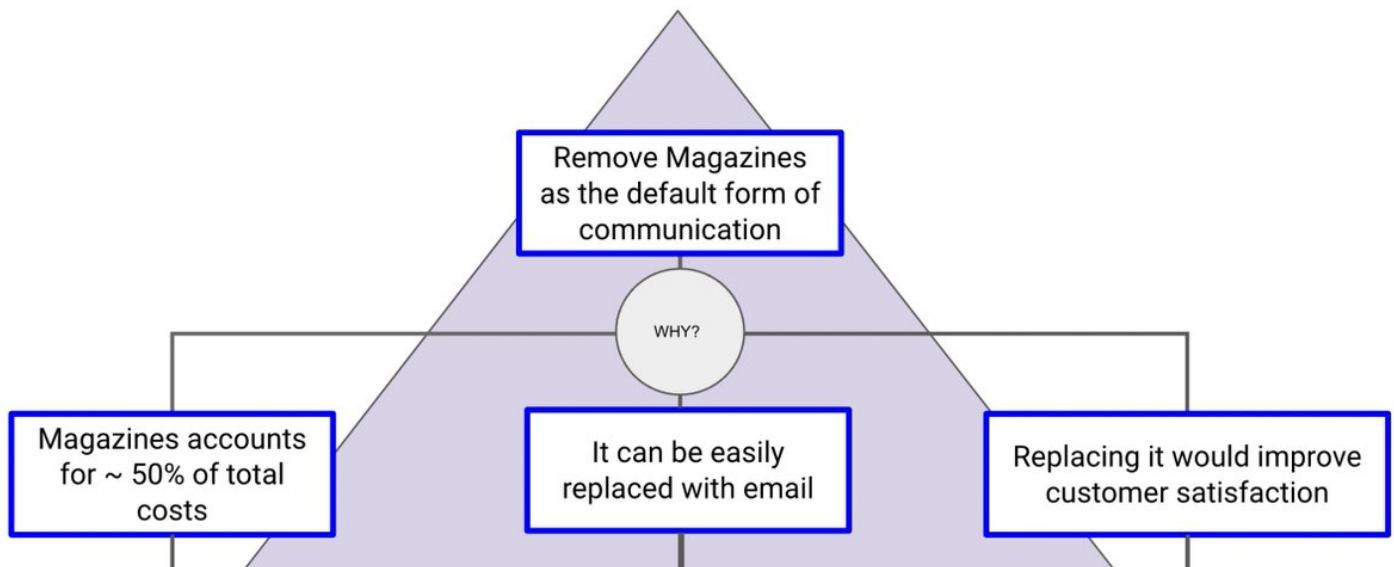 Remove Magazines
as the default form of
communication
WHY?
Magazines accounts
for ~ 50% of total
costs
It can be easily
replaced with email
Replacing it would improve
customer satisfaction